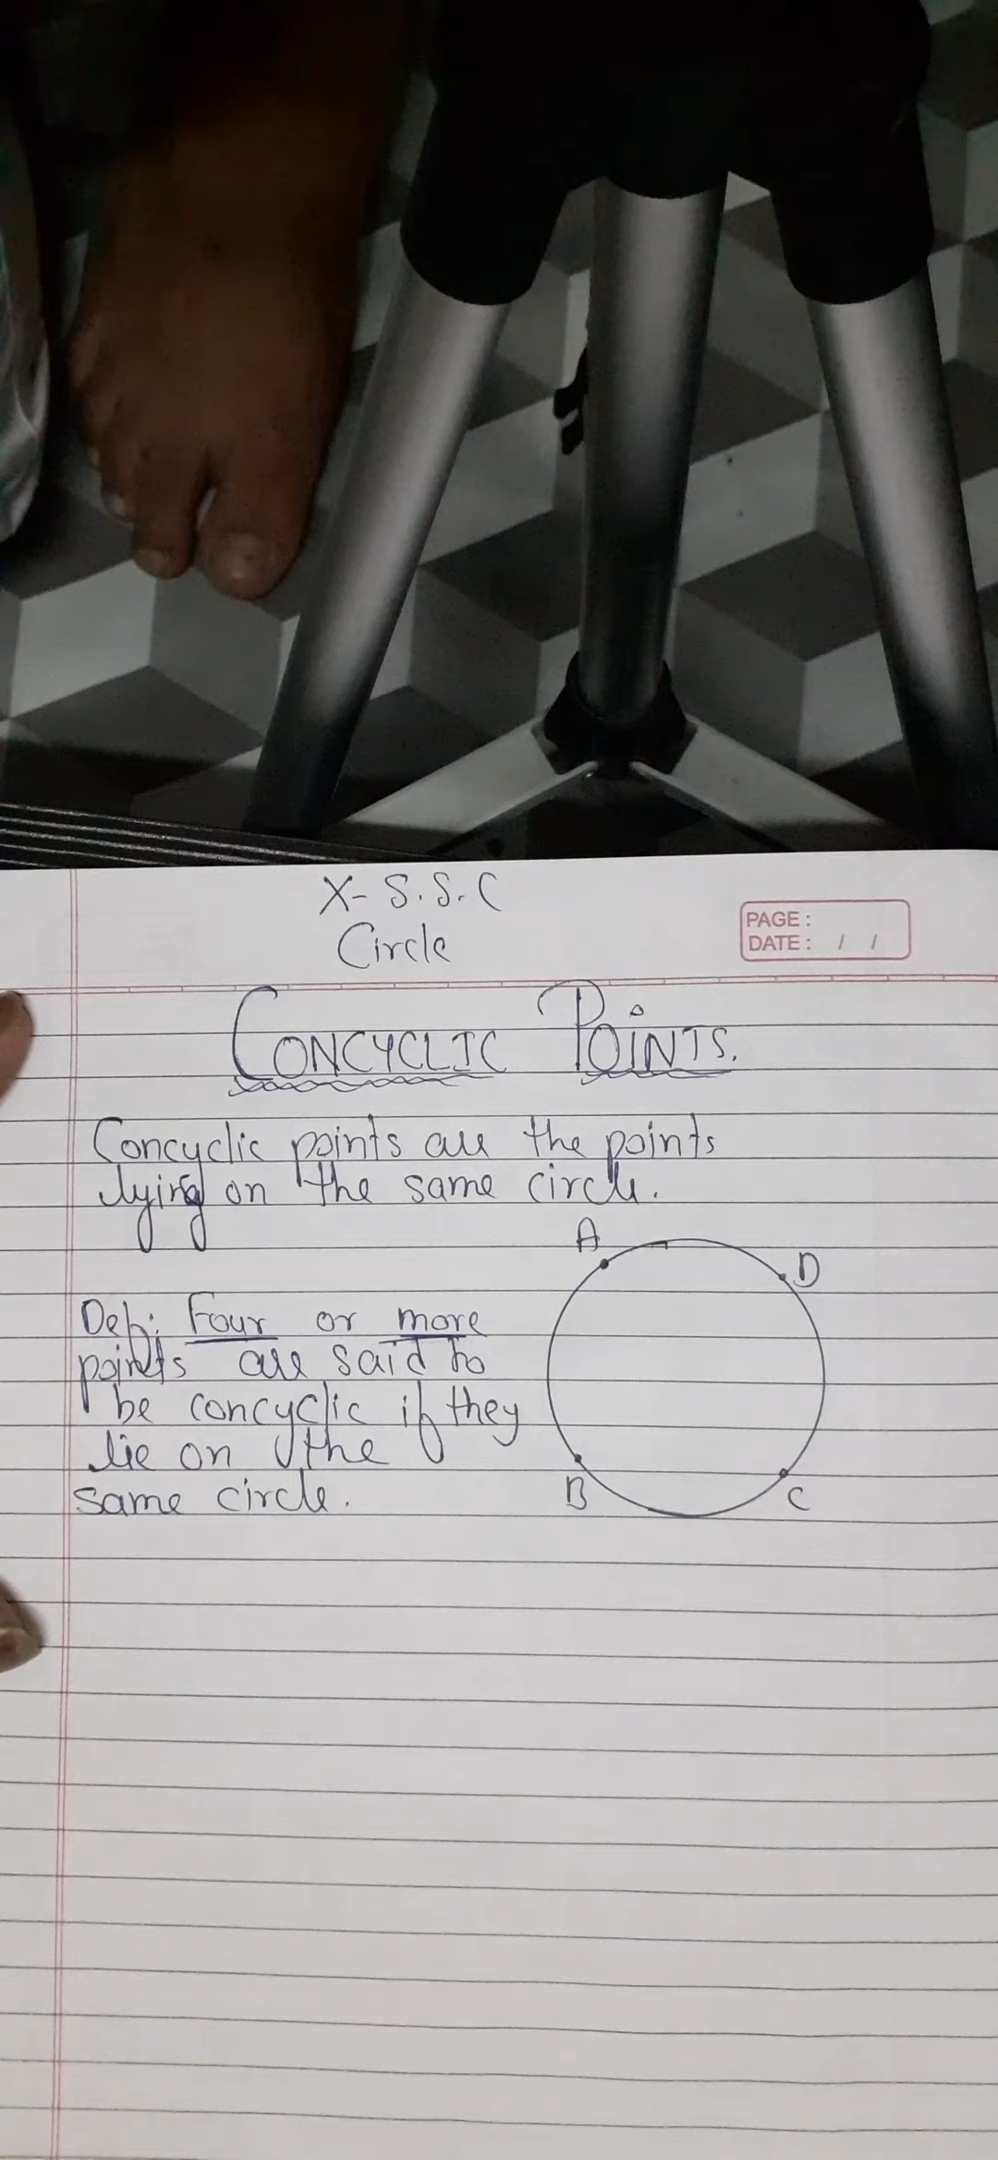 X- S.S.C
Circle
PAGE :
DATE : / /
CONCYCLIC POINTS.
Concyclic points are the points
lying on the same circle.
A
D
Def: Four or more
points are said to
be concyclic if they
lie on the
same circle.
B
C